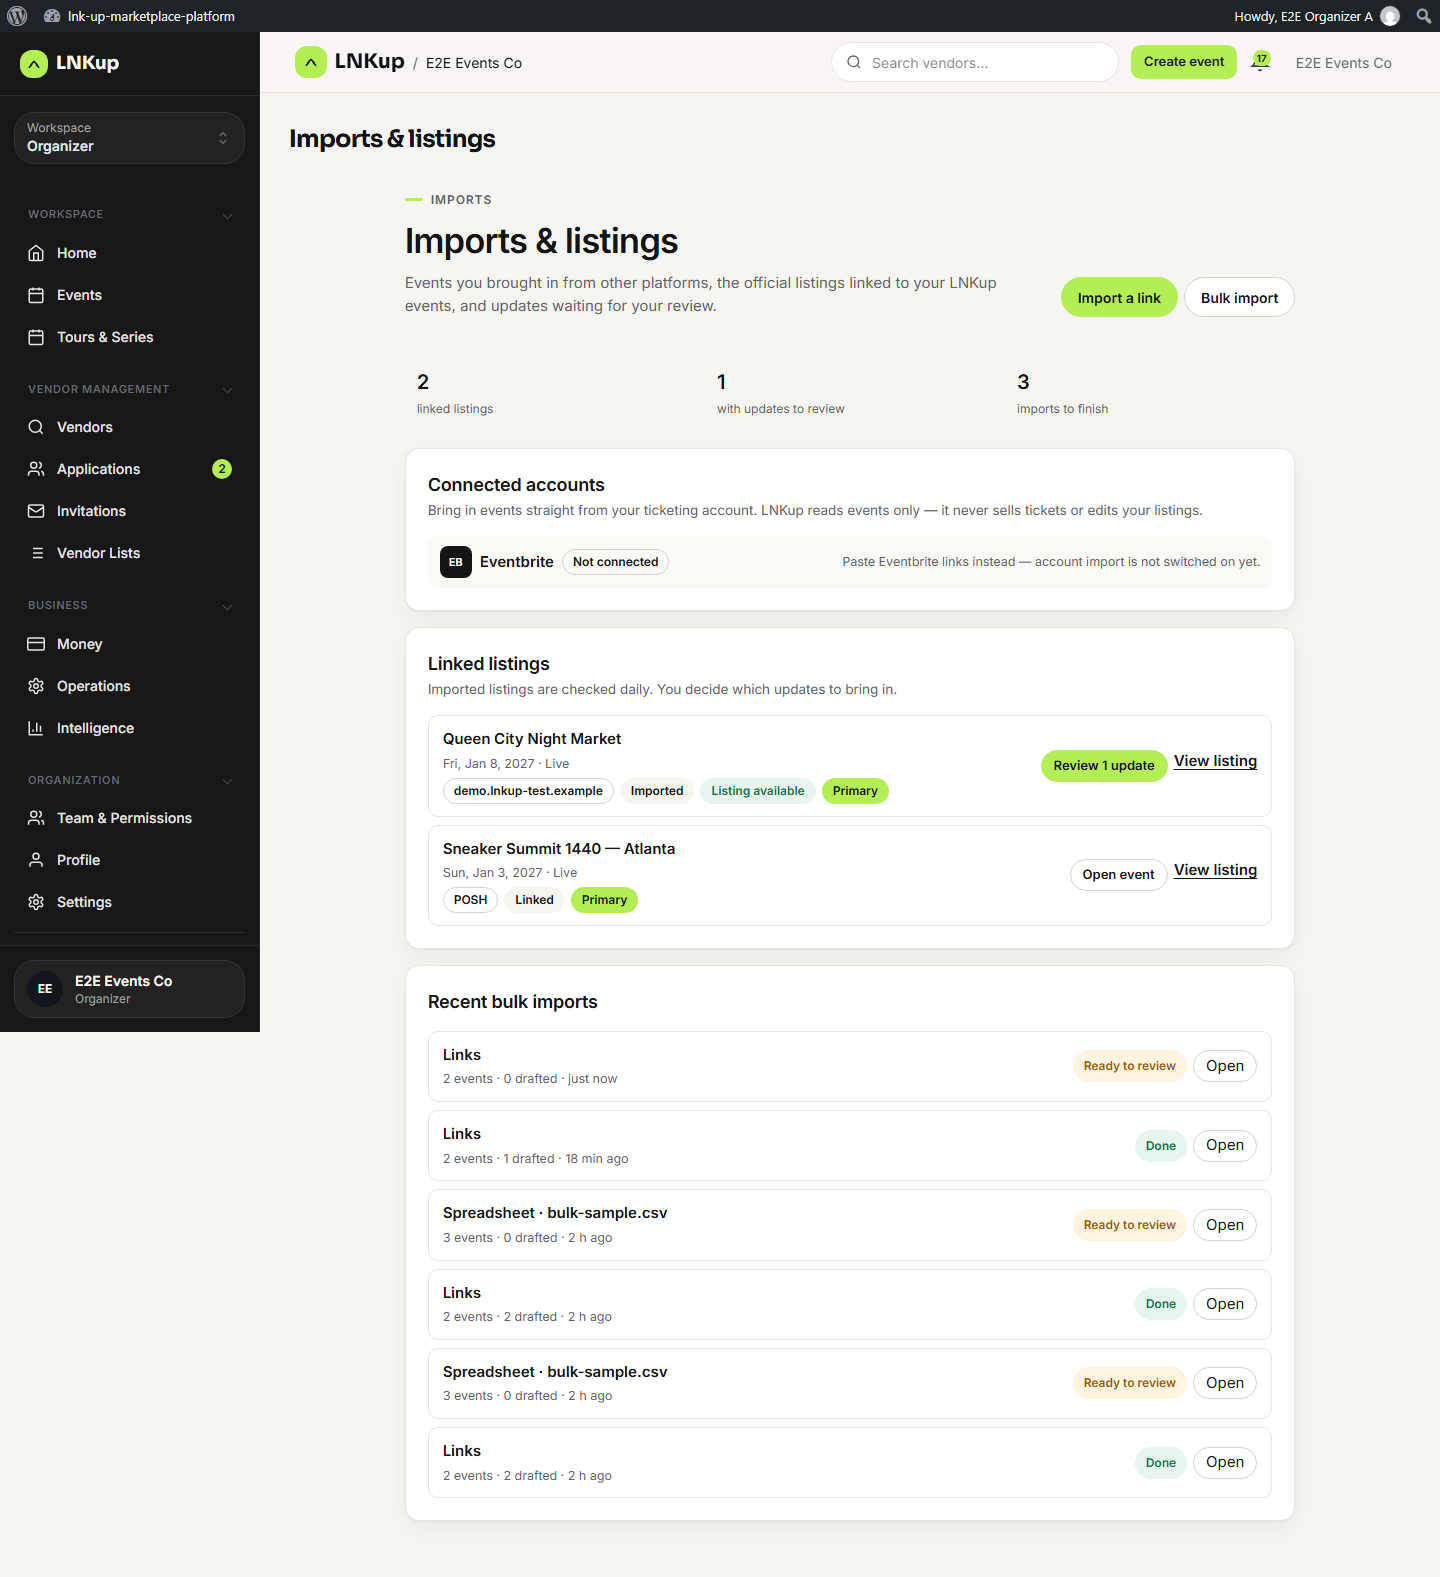 lnk-up-marketplace-platform
Howdy, E2E Organizer A
LNKup
Workspace
Organizer
WORKSPACE
Home
Events
Tours & Series
VENDOR MANAGEMENT
Vendors
Applications 2
Invitations
Vendor Lists
BUSINESS
Money
Operations
Intelligence
ORGANIZATION
Team & Permissions
Profile
Settings
EE
E2E Events Co
Organizer
LNKup / E2E Events Co
Search vendors...
Create event
17
E2E Events Co
Imports & listings
IMPORTS
Imports & listings
Events you brought in from other platforms, the official listings linked to your LNKup
events, and updates waiting for your review.
Import a link
Bulk import
2
linked listings
1
with updates to review
3
imports to finish
Connected accounts
Bring in events straight from your ticketing account. LNKup reads events only — it never sells tickets or edits your listings.
EB Eventbrite Not connected Paste Eventbrite links instead — account import is not switched on yet.
Linked listings
Imported listings are checked daily. You decide which updates to bring in.
Queen City Night Market
Fri, Jan 8, 2027 · Live
demo.lnkup-test.example Imported Listing available Primary
Review 1 update View listing
Sneaker Summit 1440 — Atlanta
Sun, Jan 3, 2027 · Live
POSH Linked Primary
Open event View listing
Recent bulk imports
Links
2 events · 0 drafted · just now
Ready to review Open
Links
2 events · 1 drafted · 18 min ago
Done Open
Spreadsheet · bulk-sample.csv
3 events · 0 drafted · 2 h ago
Ready to review Open
Links
2 events · 2 drafted · 2 h ago
Done Open
Spreadsheet · bulk-sample.csv
3 events · 0 drafted · 2 h ago
Ready to review Open
Links
2 events · 2 drafted · 2 h ago
Done Open